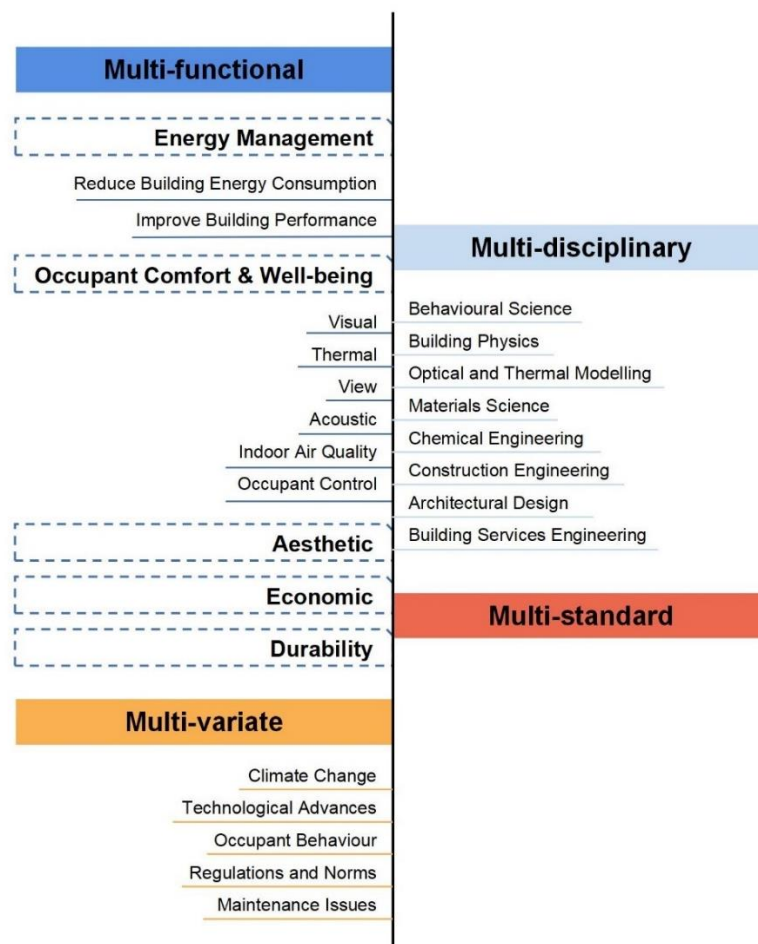 Multi-functional
Energy Management
Reduce Building Energy Consumption
Improve Building Performance
Occupant Comfort & Well-being
Visual
Thermal
View
Acoustic
Indoor Air Quality
Occupant Control
Aesthetic
Economic
Durability
Multi-variate
Climate Change
Technological Advances
Occupant Behaviour
Regulations and Norms
Maintenance Issues
Multi-disciplinary
Behavioural Science
Building Physics
Optical and Thermal Modelling
Materials Science
Chemical Engineering
Construction Engineering
Architectural Design
Building Services Engineering
Multi-standard